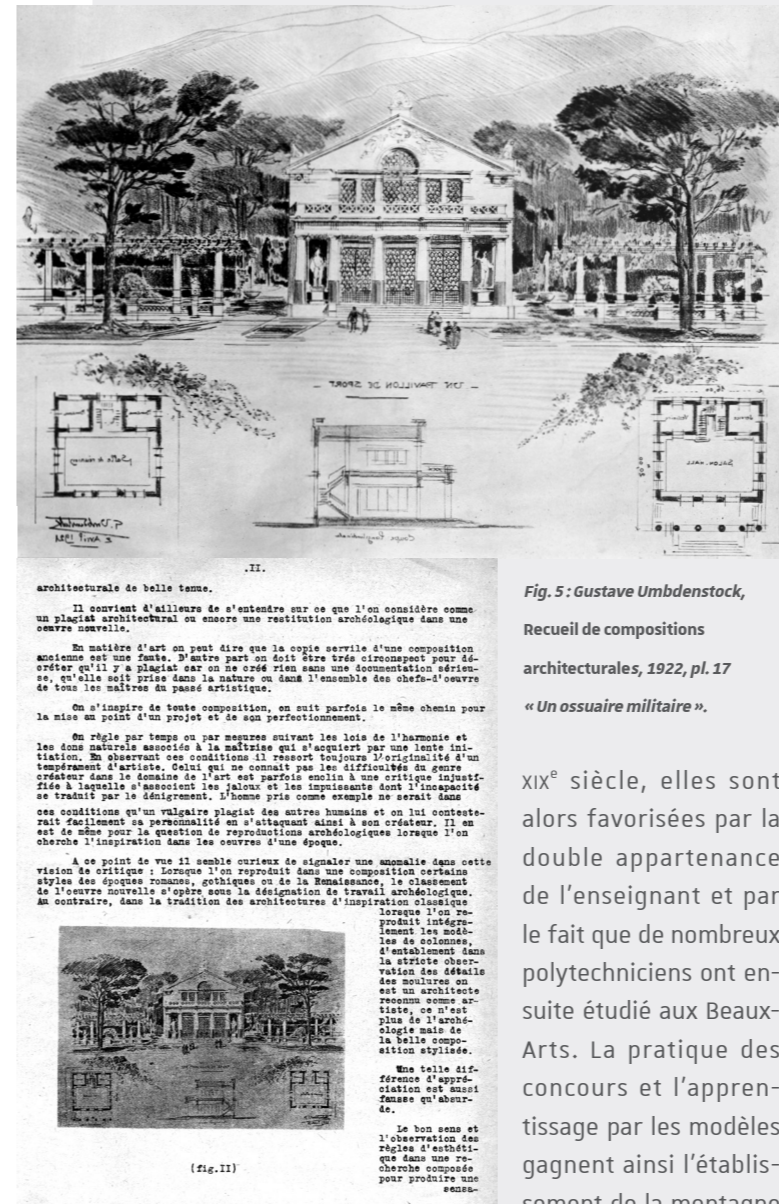 — UN PAVILLON DE SPORT —
Salle de réunion
SALON-HALL
Coupe longitudinale
G. Umbdenstock
.II.
architecturale de belle tenue.
Il convient d'ailleurs de s'entendre sur ce que l'on considère comme
un plagiat architectural ou encore une restitution archéologique dans une
oeuvre nouvelle.
En matière d'art on peut dire que la copie servile d'une composition
ancienne est une faute. D'autre part on doit être trés circonspect pour dé-
créter qu'il y a plagiat car on ne créé rien sans une documentation sérieu-
se, qu'elle soit prise dans la nature ou dans l'ensemble des chefs-d'oeuvre
de tous les maîtres du passé artistique.
On s'inspire de toute composition, on suit parfois le même chemin pour
la mise au point d'un projet et de son perfectionnement.
On règle par temps ou par mesures suivant les lois de l'harmonie et
les dons naturels associés à la maîtrise qui s'acquiert par une lente ini-
tiation. En observant ces conditions il ressort toujours l'originalité d'un
tempérament d'artiste. Celui qui ne connait pas les difficultés du genre
créateur dans le domaine de l'art est parfois enclin à une critique injusti-
fiée à laquelle s'associent les jaloux et les impuissants dont l'incapacité
se traduit par le dénigrement. L'homme pris comme exemple ne serait dans
ces conditions qu'un vulgaire plagiat des autres humains et on lui conteste-
rait facilement sa personnalité en s'attaquant ainsi à son créateur. Il en
est de même pour la question de reproductions archéologiques lorsque l'on
cherche l'inspiration dans les oeuvres d'une époque.
A ce point de vue il semble curieux de signaler une anomalie dans cette
vision de critique : Lorsque l'on reproduit dans une composition certains
styles des époques romanes, gothiques ou de la Renaissance, le classement
de l'oeuvre nouvelle s'opère sous la désignation de travail archéologique.
Au contraire, dans la tradition des architectures d'inspiration classique
lorsque l'on re-
produit intégra-
lement les modè-
les de colonnes,
d'entablement dans
la stricte obser-
vation des détails
des moulures on
est un architecte
reconnu comme ar-
tiste, ce n'est
plus de l'arché-
ologie mais de
la belle compo-
sition stylisée.
Une telle dif-
férence d'appré-
ciation est aussi
fausse qu'absur-
de.
Le bon sens et
l'observation des
règles d'esthéti-
que dans une re-
cherche composée
pour produire une
sensa-
(fig.II)
Fig. 5 : Gustave Umbdenstock,
Recueil de compositions
architecturales, 1922, pl. 17
« Un ossuaire militaire ».
XIXe siècle, elles sont
alors favorisées par la
double appartenance
de l'enseignant et par
le fait que de nombreux
polytechniciens ont en-
suite étudié aux Beaux-
Arts. La pratique des
concours et l'appren-
tissage par les modèles
gagnent ainsi l'établis-
sement de la montagne